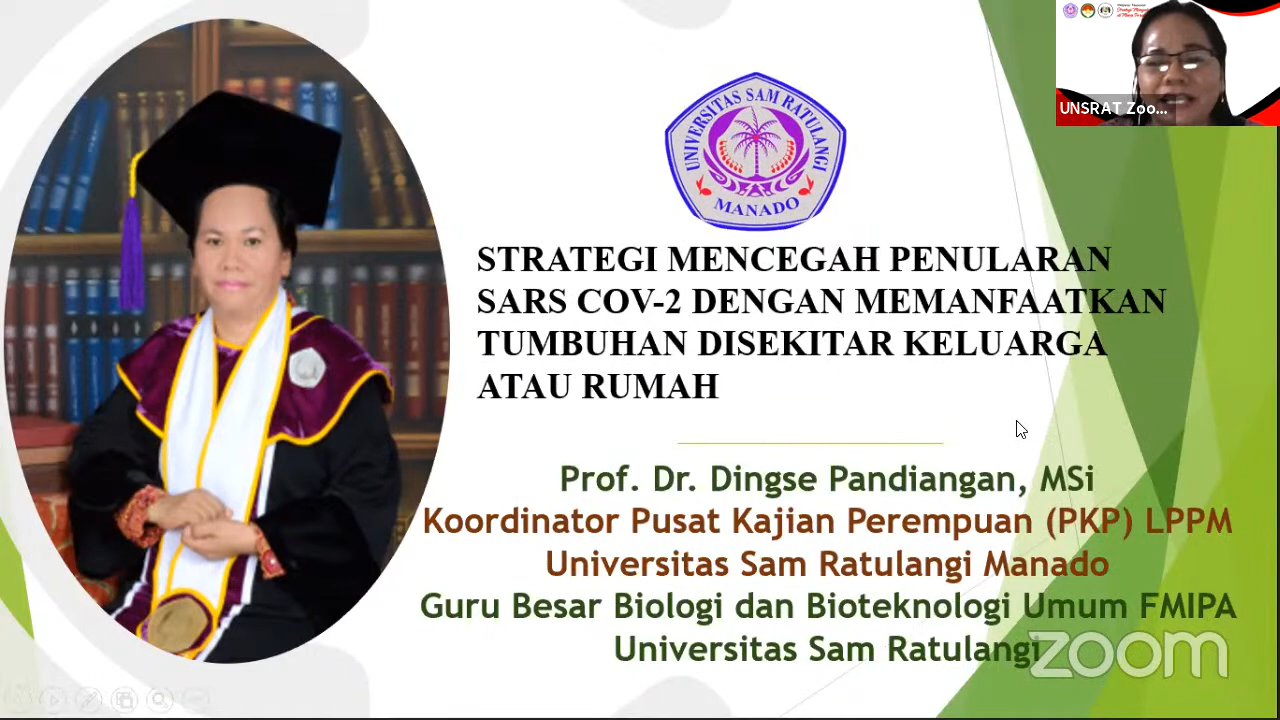 UNIVERSITAS SAM RATULANGI
MANADO
STRATEGI MENCEGAH PENULARAN
SARS COV-2 DENGAN MEMANFAATKAN
TUMBUHAN DISEKITAR KELUARGA
ATAU RUMAH
Prof. Dr. Dingse Pandiangan, MSi
Koordinator Pusat Kajian Perempuan (PKP) LPPM
Universitas Sam Ratulangi Manado
Guru Besar Biologi dan Bioteknologi Umum FMIPA
Universitas Sam Ratulangi
zoom
UNSRAT Zoo...